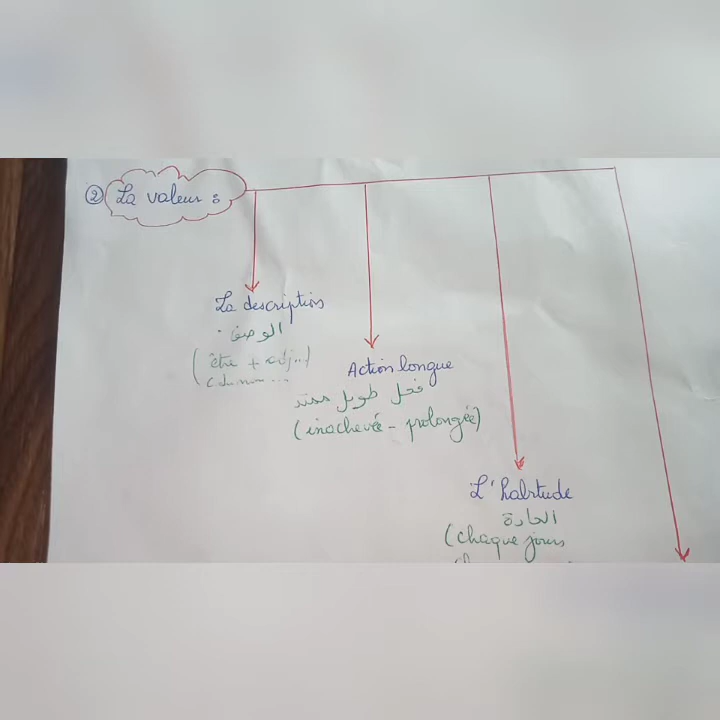 ② La valeur :
La description
الوصف .
(être + adj...)
Action longue
فعل طويل ممتد
(inachevée - prolongée)
L'habitude
العادة
(chaque jours